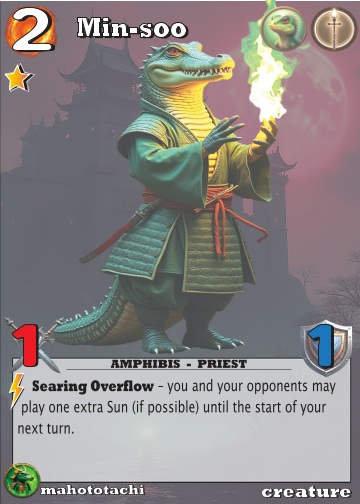 2 Min-soo
1 1
AMPHIBIS - PRIEST
Searing Overflow - you and your opponents may
play one extra Sun (if possible) until the start of your
next turn.
mahototachi creature